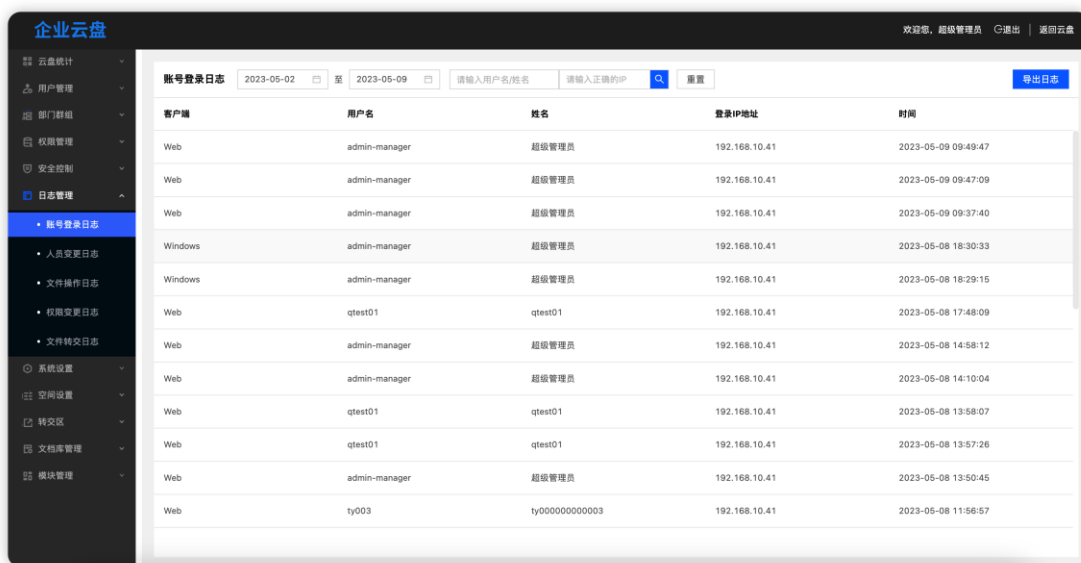 企业云盘
欢迎您，超级管理员 退出 | 返回云盘
云盘统计
用户管理
部门群组
权限管理
安全控制
日志管理
• 账号登录日志
• 人员变更日志
• 文件操作日志
• 权限变更日志
• 文件转交日志
系统设置
空间设置
转交区
文档库管理
模块管理
账号登录日志 2023-05-02 至 2023-05-09 请输入用户名/姓名 请输入正确的IP 重置 导出日志
客户端 用户名 姓名 登录IP地址 时间
Web admin-manager 超级管理员 192.168.10.41 2023-05-09 09:49:47
Web admin-manager 超级管理员 192.168.10.41 2023-05-09 09:47:09
Web admin-manager 超级管理员 192.168.10.41 2023-05-09 09:37:40
Windows admin-manager 超级管理员 192.168.10.41 2023-05-08 18:30:33
Windows admin-manager 超级管理员 192.168.10.41 2023-05-08 18:29:15
Web qtest01 qtest01 192.168.10.41 2023-05-08 17:48:09
Web admin-manager 超级管理员 192.168.10.41 2023-05-08 14:58:12
Web admin-manager 超级管理员 192.168.10.41 2023-05-08 14:10:04
Web qtest01 qtest01 192.168.10.41 2023-05-08 13:58:07
Web qtest01 qtest01 192.168.10.41 2023-05-08 13:57:26
Web admin-manager 超级管理员 192.168.10.41 2023-05-08 13:50:45
Web ty003 ty000000000003 192.168.10.41 2023-05-08 11:56:57